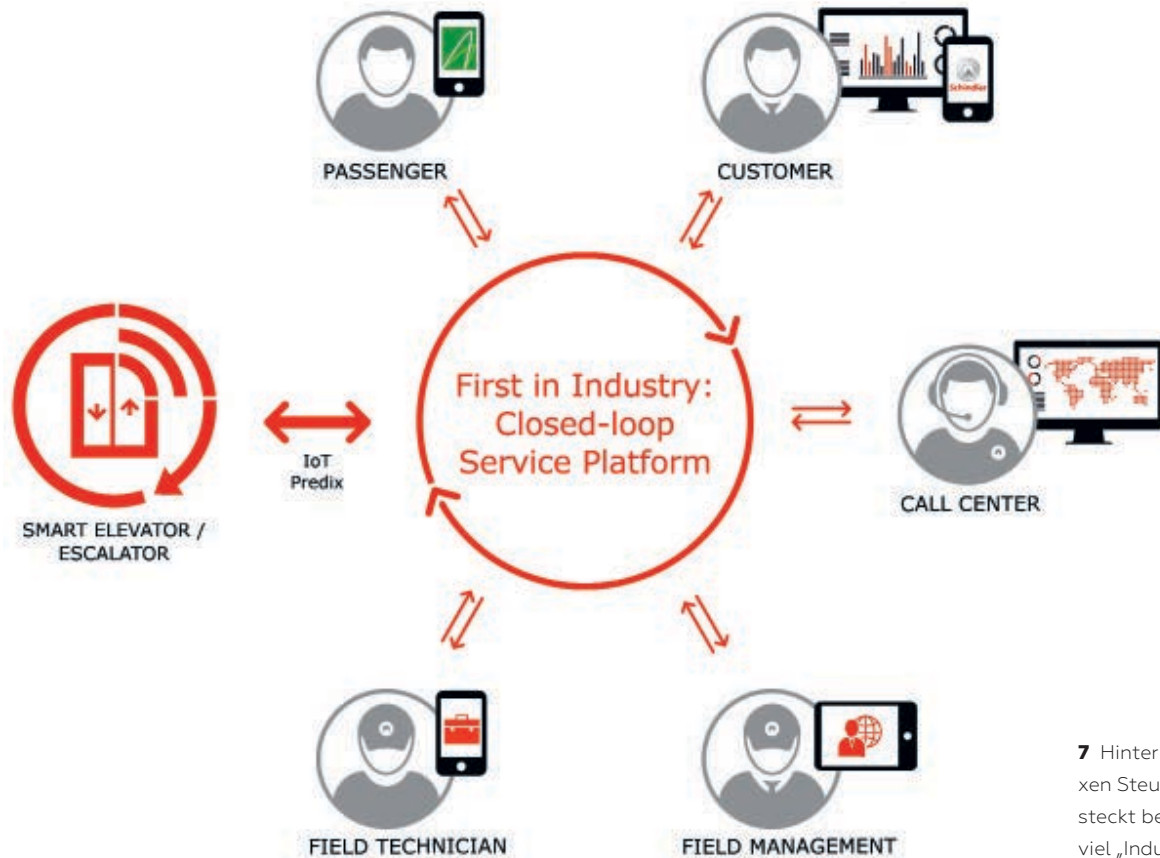 PASSENGER
Schindler
CUSTOMER
First in Industry:
Closed-loop
Service Platform
IoT
Predix
SMART ELEVATOR /
ESCALATOR
CALL CENTER
FIELD TECHNICIAN
FIELD MANAGEMENT
7 Hinter
xen Steu
steckt be
viel „Indu